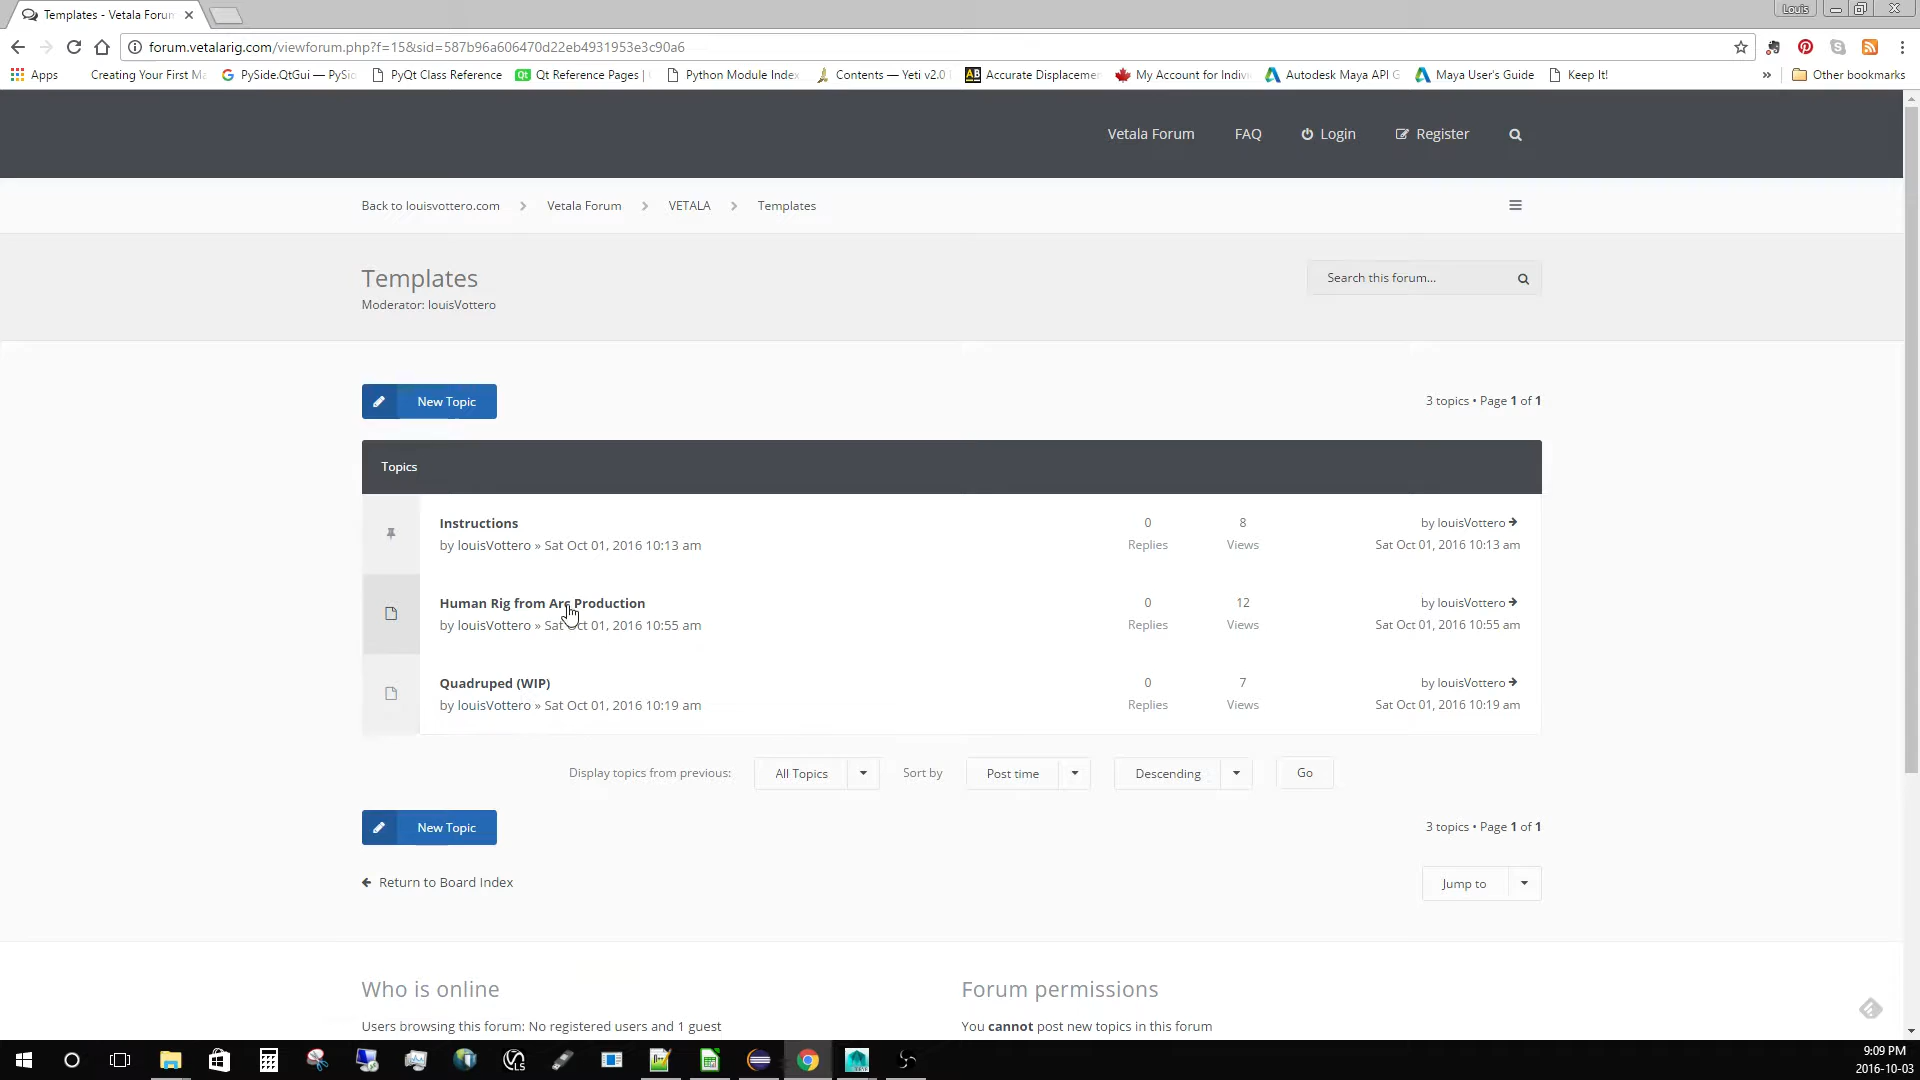 Templates - Vetala Forum
Louis
forum.vetalarig.com/viewforum.php?f=15&sid=587b96a606470d22eb4931953e3c90a6
Apps
Creating Your First Ma
PySide.QtGui — PySid
PyQt Class Reference
Qt Reference Pages |
Python Module Index
Contents — Yeti v2.0
Accurate Displacemen
My Account for Indiv
Autodesk Maya API G
Maya User's Guide
Keep It!
»
Other bookmarks
Vetala Forum
FAQ
Login
Register
Back to louisvottero.com
Vetala Forum
VETALA
Templates
Templates
Moderator: louisVottero
Search this forum...
New Topic
3 topics • Page 1 of 1
Topics
Instructions
by louisVottero » Sat Oct 01, 2016 10:13 am
0
Replies
8
Views
by louisVottero
Sat Oct 01, 2016 10:13 am
Human Rig from Arc Production
by louisVottero » Sat Oct 01, 2016 10:55 am
0
Replies
12
Views
by louisVottero
Sat Oct 01, 2016 10:55 am
Quadruped (WIP)
by louisVottero » Sat Oct 01, 2016 10:19 am
0
Replies
7
Views
by louisVottero
Sat Oct 01, 2016 10:19 am
Display topics from previous:
All Topics
Sort by
Post time
Descending
Go
New Topic
3 topics • Page 1 of 1
Return to Board Index
Jump to
Who is online
Users browsing this forum: No registered users and 1 guest
Forum permissions
You cannot post new topics in this forum
9:09 PM
2016-10-03